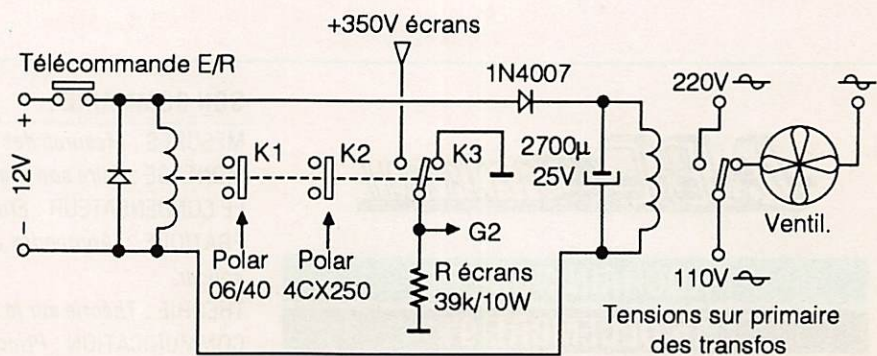 +350V écrans
Télécommande E/R
1N4007
220V
+
12V
-
K1
K2
K3
2700µ
25V
G2
Ventil.
Polar
06/40
Polar
4CX250
R écrans
39k/10W
110V
Tensions sur primaire
des transfos